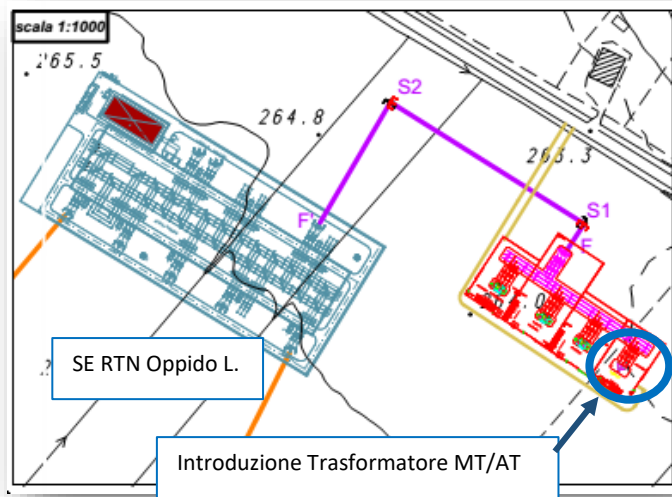 scala 1:1000
265.5
S2
264.8
263.3
S1
F'
F
SE RTN Oppido L.
Introduzione Trasformatore MT/AT